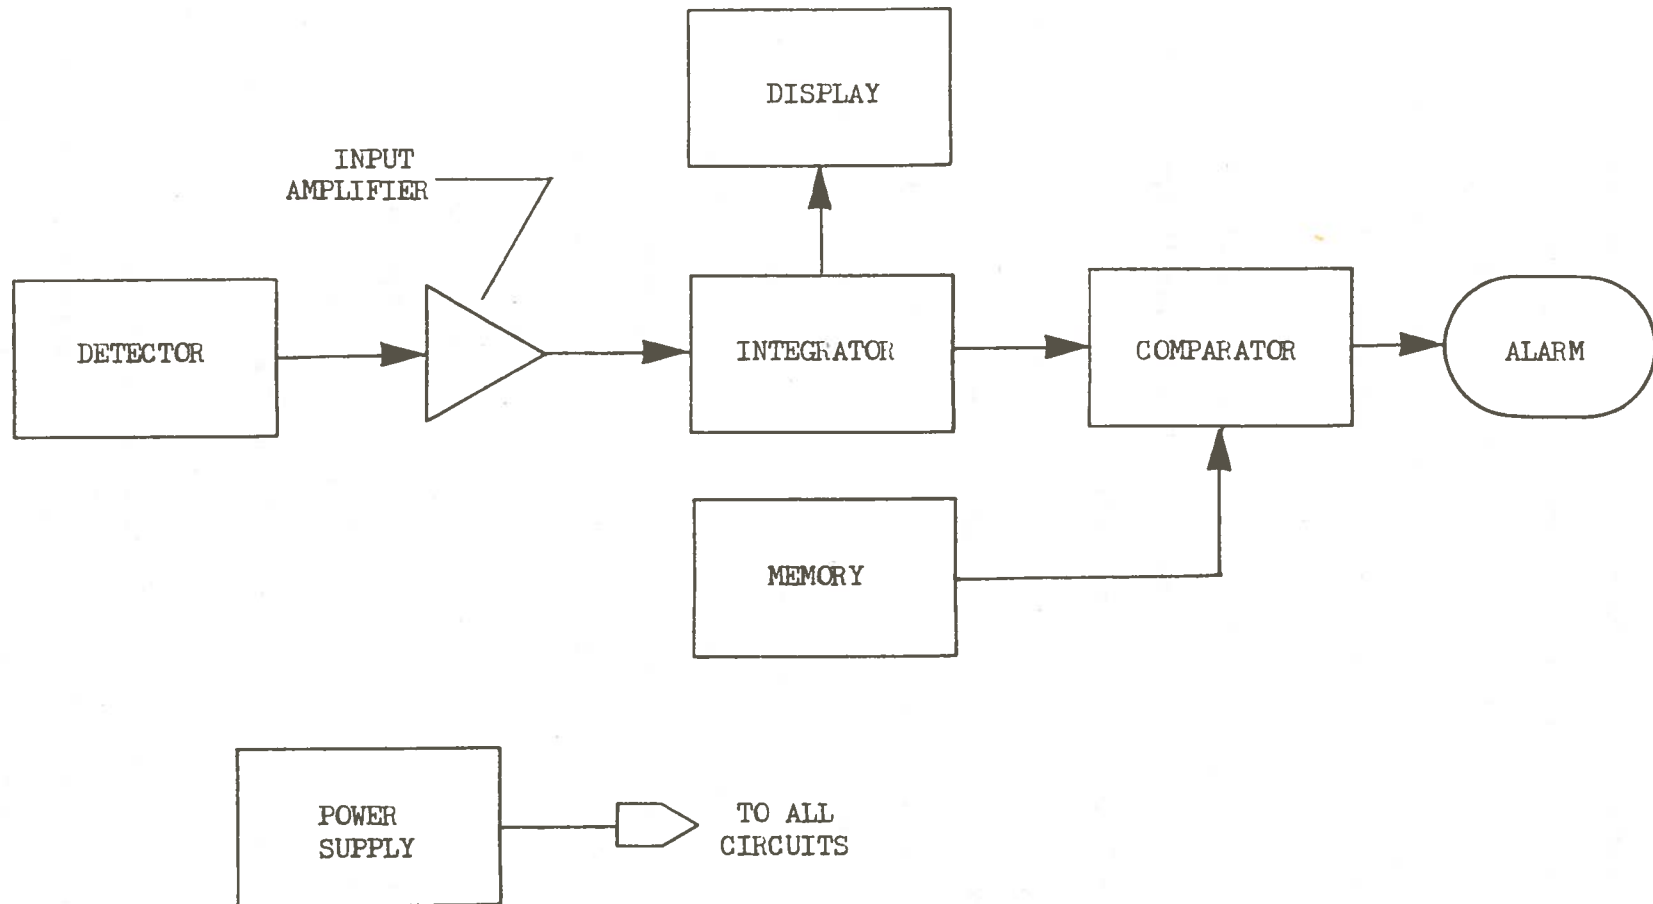 DISPLAY
INPUT
AMPLIFIER
DETECTOR
INTEGRATOR
COMPARATOR
ALARM
MEMORY
POWER
SUPPLY
TO ALL
CIRCUITS